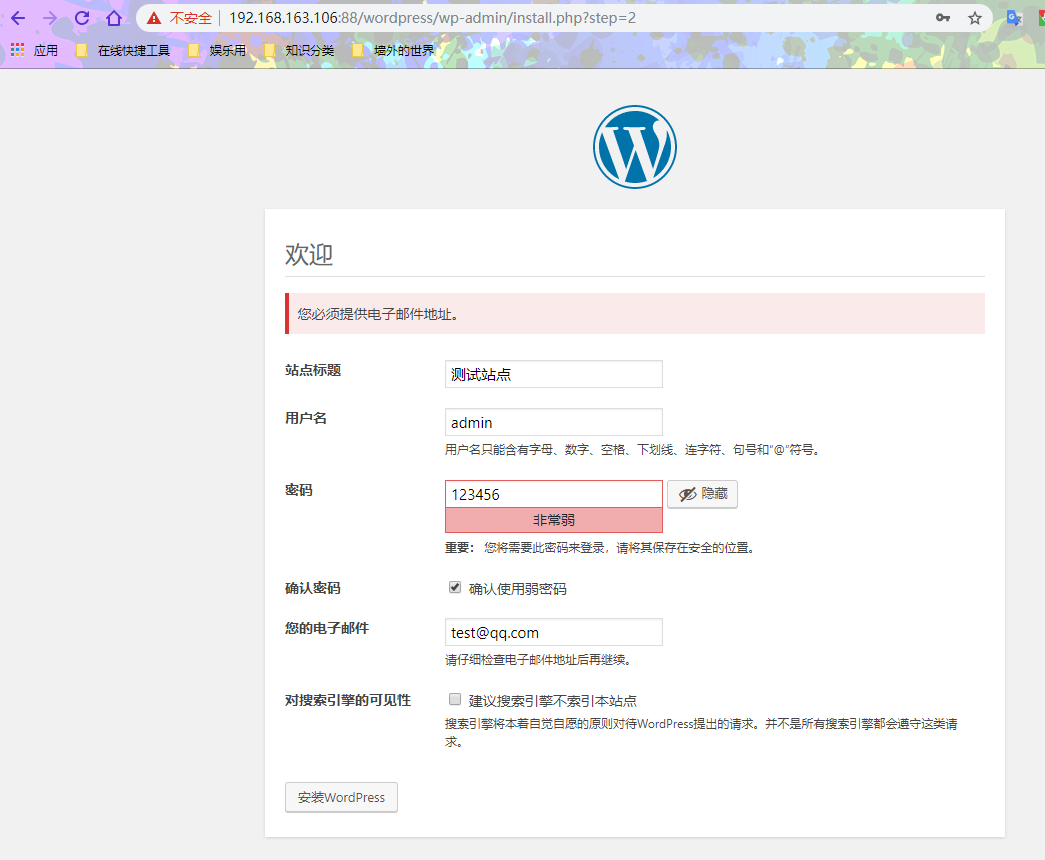 不安全 192.168.163.106:88/wordpress/wp-admin/install.php?step=2
应用 在线快捷工具 娱乐用 知识分类 墙外的世界
欢迎
您必须提供电子邮件地址。
站点标题 测试站点
用户名 admin
用户名只能含有字母、数字、空格、下划线、连字符、句号和“@”符号。
密码 123456 隐藏
非常弱
重要： 您将需要此密码来登录，请将其保存在安全的位置。
确认密码 确认使用弱密码
您的电子邮件 test@qq.com
请仔细检查电子邮件地址后再继续。
对搜索引擎的可见性 建议搜索引擎不索引本站点
搜索引擎将本着自觉自愿的原则对待WordPress提出的请求。并不是所有搜索引擎都会遵守这类请
求。
安装WordPress